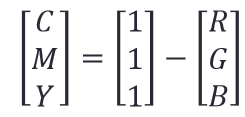 [C] = [1] − [R]
[M] = [1] − [G]
[Y] = [1] − [B]